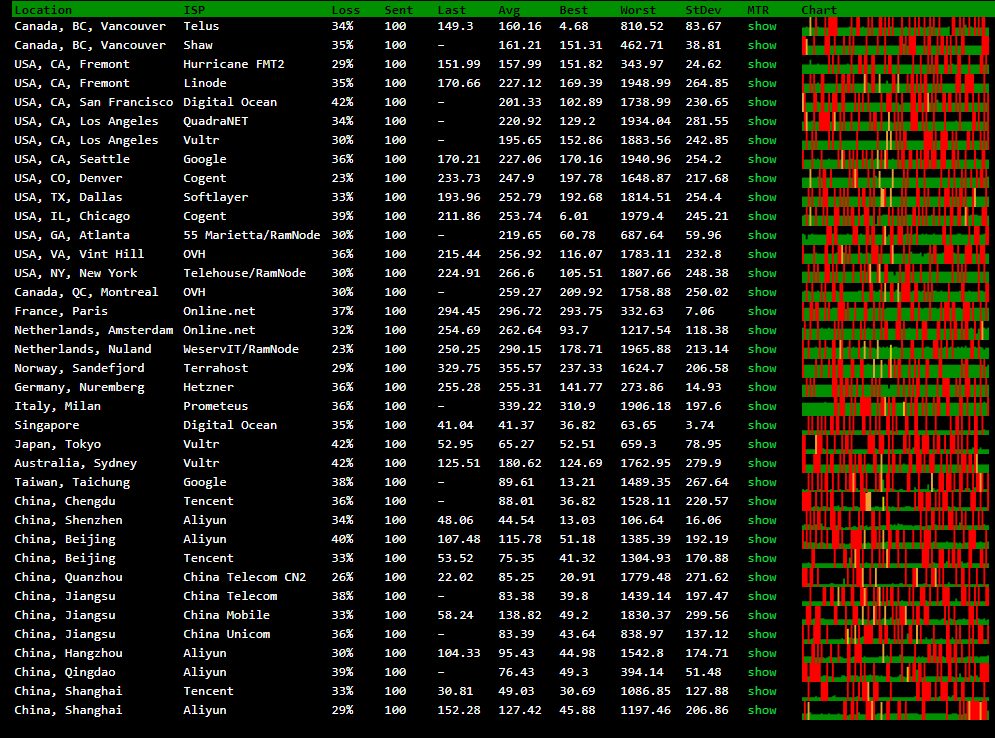 Location ISP Loss Sent Last Avg Best Worst StDev MTR Chart
Canada, BC, Vancouver Telus 34% 100 149.3 160.16 4.68 810.52 83.67 show
Canada, BC, Vancouver Shaw 35% 100 – 161.21 151.31 462.71 38.81 show
USA, CA, Fremont Hurricane FMT2 29% 100 151.99 157.99 151.82 343.97 24.62 show
USA, CA, Fremont Linode 35% 100 170.66 227.12 169.39 1948.99 264.85 show
USA, CA, San Francisco Digital Ocean 42% 100 – 201.33 102.89 1738.99 230.65 show
USA, CA, Los Angeles QuadraNET 34% 100 – 220.92 129.2 1934.04 281.55 show
USA, CA, Los Angeles Vultr 30% 100 – 195.65 152.86 1883.56 242.85 show
USA, CA, Seattle Google 36% 100 170.21 227.06 170.16 1940.96 254.2 show
USA, CO, Denver Cogent 23% 100 233.73 247.9 197.78 1648.87 217.68 show
USA, TX, Dallas Softlayer 33% 100 193.96 252.79 192.68 1814.51 254.4 show
USA, IL, Chicago Cogent 39% 100 211.86 253.74 6.01 1979.4 245.21 show
USA, GA, Atlanta 55 Marietta/RamNode 30% 100 – 219.65 60.78 687.64 59.96 show
USA, VA, Vint Hill OVH 36% 100 215.44 256.92 116.07 1783.11 232.8 show
USA, NY, New York Telehouse/RamNode 30% 100 224.91 266.6 105.51 1807.66 248.38 show
Canada, QC, Montreal OVH 30% 100 – 259.27 209.92 1758.88 250.02 show
France, Paris Online.net 37% 100 294.45 296.72 293.75 332.63 7.06 show
Netherlands, Amsterdam Online.net 32% 100 254.69 262.64 93.7 1217.54 118.38 show
Netherlands, Nuland WeservIT/RamNode 23% 100 250.25 290.15 178.71 1965.88 213.14 show
Norway, Sandefjord Terrahost 29% 100 329.75 355.57 237.33 1624.7 206.58 show
Germany, Nuremberg Hetzner 36% 100 255.28 255.31 141.77 273.86 14.93 show
Italy, Milan Prometeus 36% 100 – 339.22 310.9 1906.18 197.6 show
Singapore Digital Ocean 35% 100 41.04 41.37 36.82 63.65 3.74 show
Japan, Tokyo Vultr 42% 100 52.95 65.27 52.51 659.3 78.95 show
Australia, Sydney Vultr 42% 100 125.51 180.62 124.69 1762.95 279.9 show
Taiwan, Taichung Google 38% 100 – 89.61 13.21 1489.35 267.64 show
China, Chengdu Tencent 36% 100 – 88.01 36.82 1528.11 220.57 show
China, Shenzhen Aliyun 34% 100 48.06 44.54 13.03 106.64 16.06 show
China, Beijing Aliyun 40% 100 107.48 115.78 51.18 1385.39 192.19 show
China, Beijing Tencent 33% 100 53.52 75.35 41.32 1304.93 170.88 show
China, Quanzhou China Telecom CN2 26% 100 22.02 85.25 20.91 1779.48 271.62 show
China, Jiangsu China Telecom 38% 100 – 83.38 39.8 1439.14 197.47 show
China, Jiangsu China Mobile 33% 100 58.24 138.82 49.2 1830.37 299.56 show
China, Jiangsu China Unicom 36% 100 – 83.39 43.64 838.97 137.12 show
China, Hangzhou Aliyun 30% 100 104.33 95.43 44.98 1542.8 174.71 show
China, Qingdao Aliyun 39% 100 – 76.43 49.3 394.14 51.48 show
China, Shanghai Tencent 33% 100 30.81 49.03 30.69 1086.85 127.88 show
China, Shanghai Aliyun 29% 100 152.28 127.42 45.88 1197.46 206.86 show